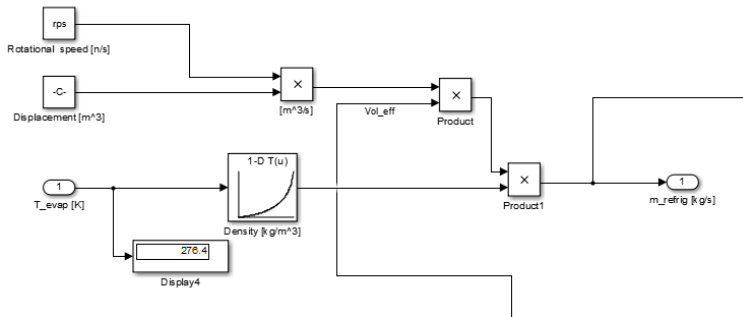 rps
Rotational speed [n/s]
-C-
Displacement [m^3]
×
[m^3/s]
Vol_eff
×
Product
1
T_evap [K]
1-D T(u)
Density [kg/m^3]
276.4
Display4
×
Product1
1
m_refrig [kg/s]